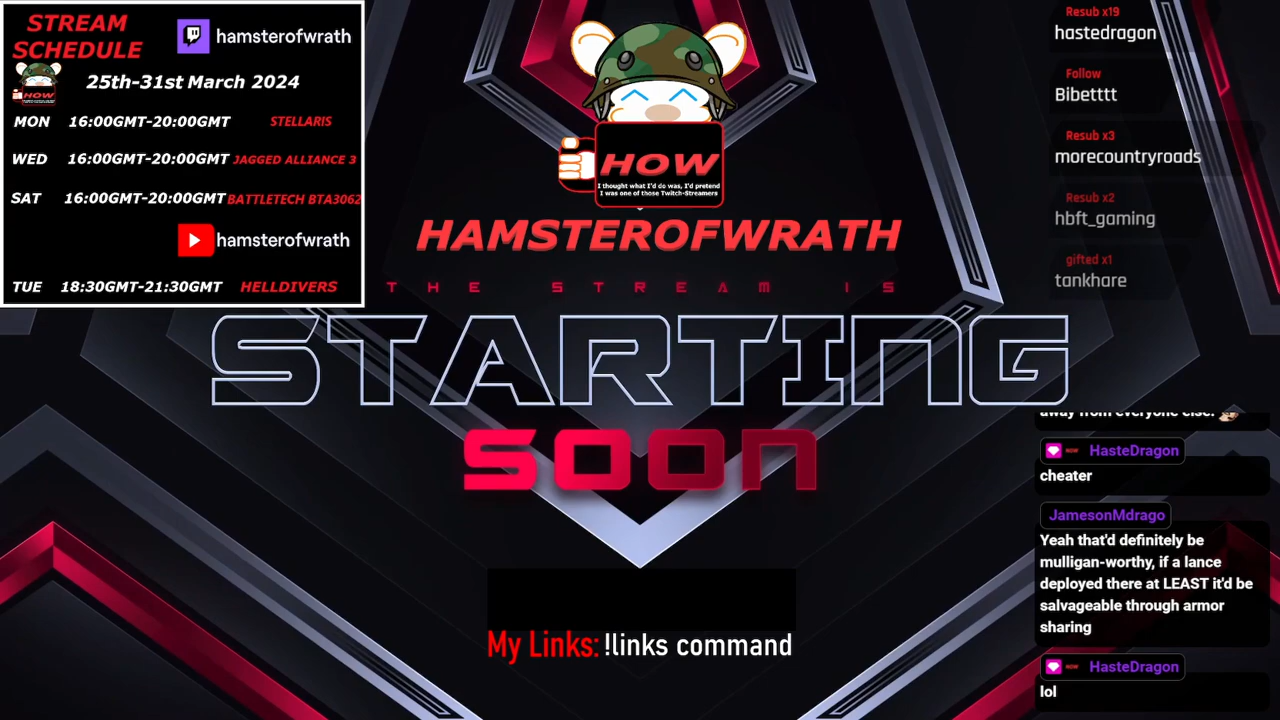 STREAM
SCHEDULE
hamsterofwrath
25th-31st March 2024
MON 16:00GMT-20:00GMT STELLARIS
WED 16:00GMT-20:00GMT JAGGED ALLIANCE 3
SAT 16:00GMT-20:00GMT BATTLETECH BTA3062
hamsterofwrath
TUE 18:30GMT-21:30GMT HELLDIVERS
HOW
I thought what I'd do was, I'd pretend
I was one of those Twitch-Streamers
HAMSTEROFWRATH
THE STREAM IS
STARTING
SOON
My Links: !links command
Resub x19
hastedragon
Follow
Bibetttt
Resub x3
morecountryroads
Resub x2
hbft_gaming
gifted x1
tankhare
away from everyone else.
HasteDragon
cheater
JamesonMdrago
Yeah that'd definitely be
mulligan-worthy, if a lance
deployed there at LEAST it'd be
salvageable through armor
sharing
HasteDragon
lol